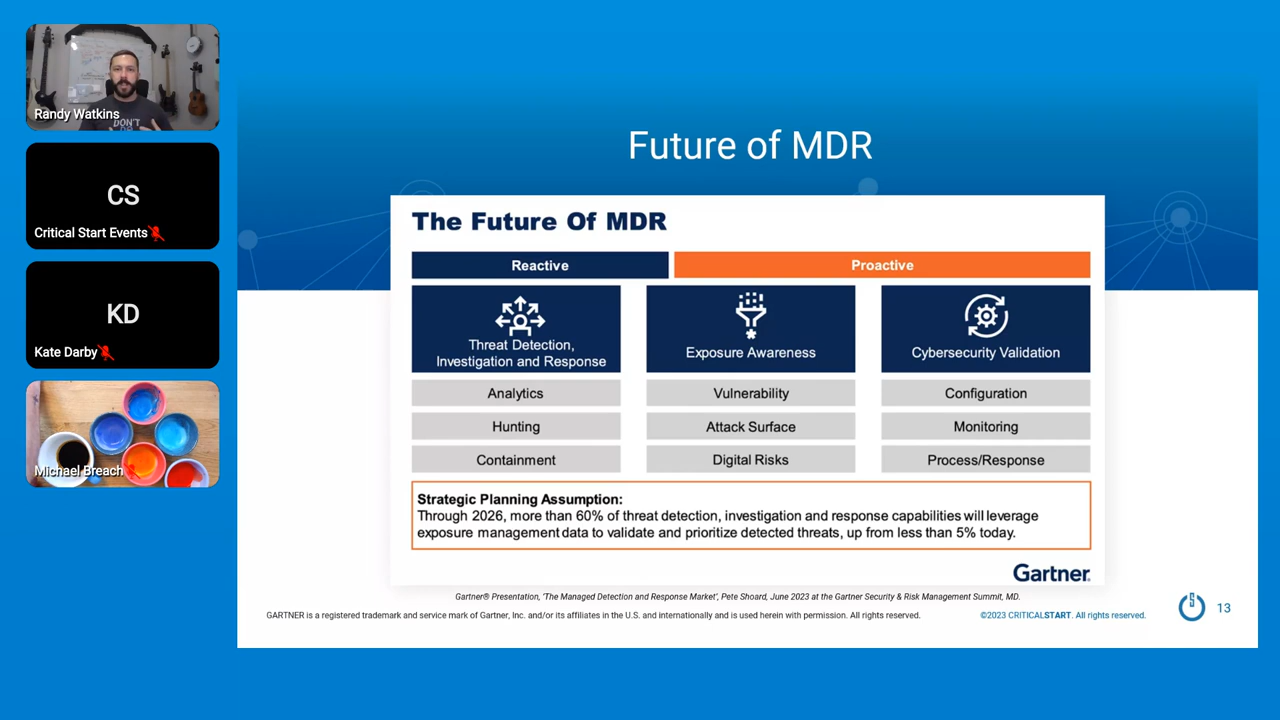 Randy Watkins
DON'T
CS
Critical Start Events
KD
Kate Darby
Michael Breach
Future of MDR
The Future Of MDR
Reactive
Proactive
Threat Detection,
Investigation and Response
Exposure Awareness
Cybersecurity Validation
Analytics
Vulnerability
Configuration
Hunting
Attack Surface
Monitoring
Containment
Digital Risks
Process/Response
Strategic Planning Assumption:
Through 2026, more than 60% of threat detection, investigation and response capabilities will leverage
exposure management data to validate and prioritize detected threats, up from less than 5% today.
Gartner.
Gartner® Presentation, 'The Managed Detection and Response Market', Pete Shoard, June 2023 at the Gartner Security & Risk Management Summit, MD.
GARTNER is a registered trademark and service mark of Gartner, Inc. and/or its affiliates in the U.S. and internationally and is used herein with permission. All rights reserved.
©2023 CRITICALSTART. All rights reserved.
13